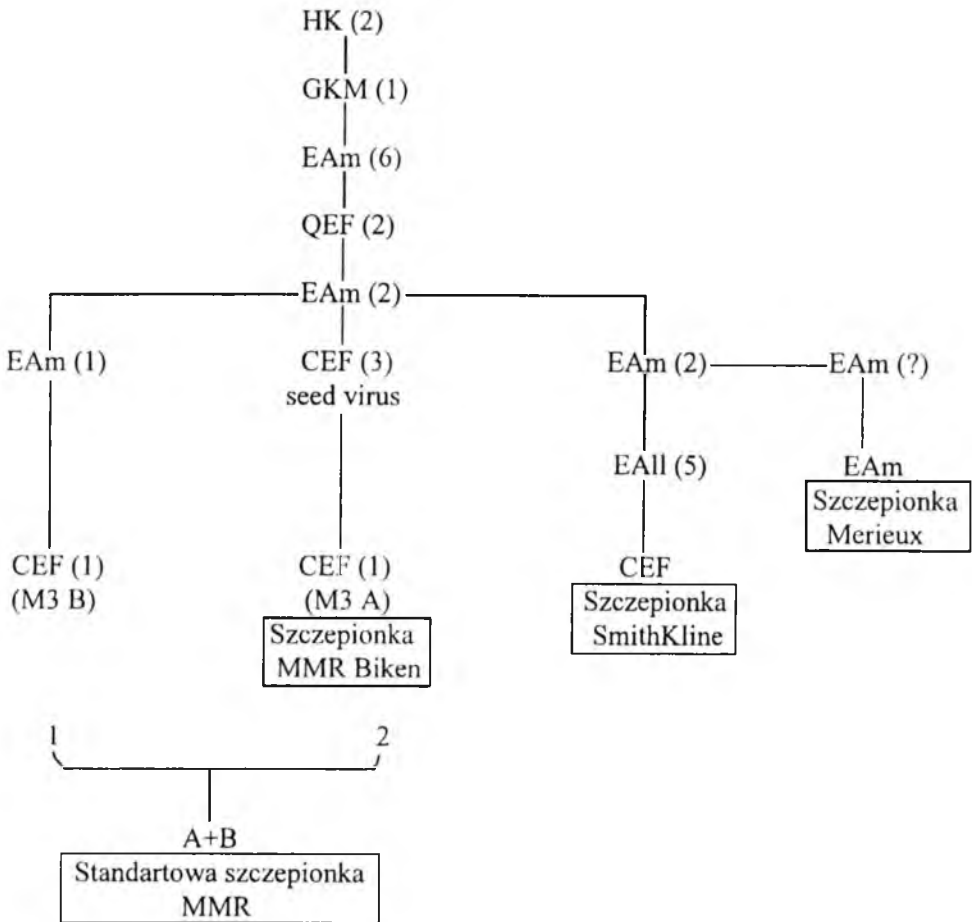 HK (2)
GKM (1)
EAm (6)
QEF (2)
EAm (2)
EAm (1)
CEF (3)
seed virus
EAm (2)
EAm (?)
EAll (5)
EAm
Szczepionka
Merieux
CEF (1)
(M3 B)
CEF (1)
(M3 A)
Szczepionka
MMR Biken
CEF
Szczepionka
SmithKline
1
2
A+B
Standartowa szczepionka
MMR